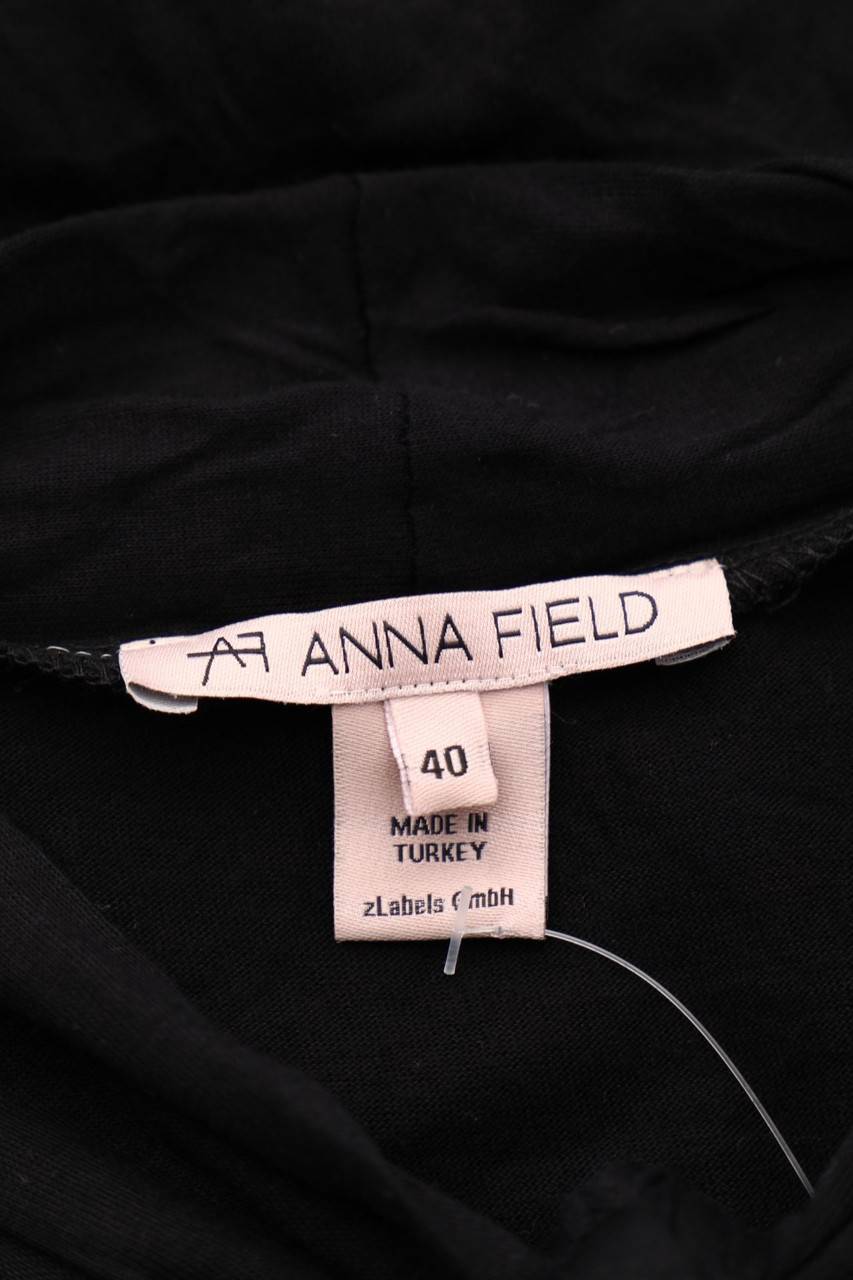 AF ANNA FIELD
40
MADE IN
TURKEY
zLabels GmbH